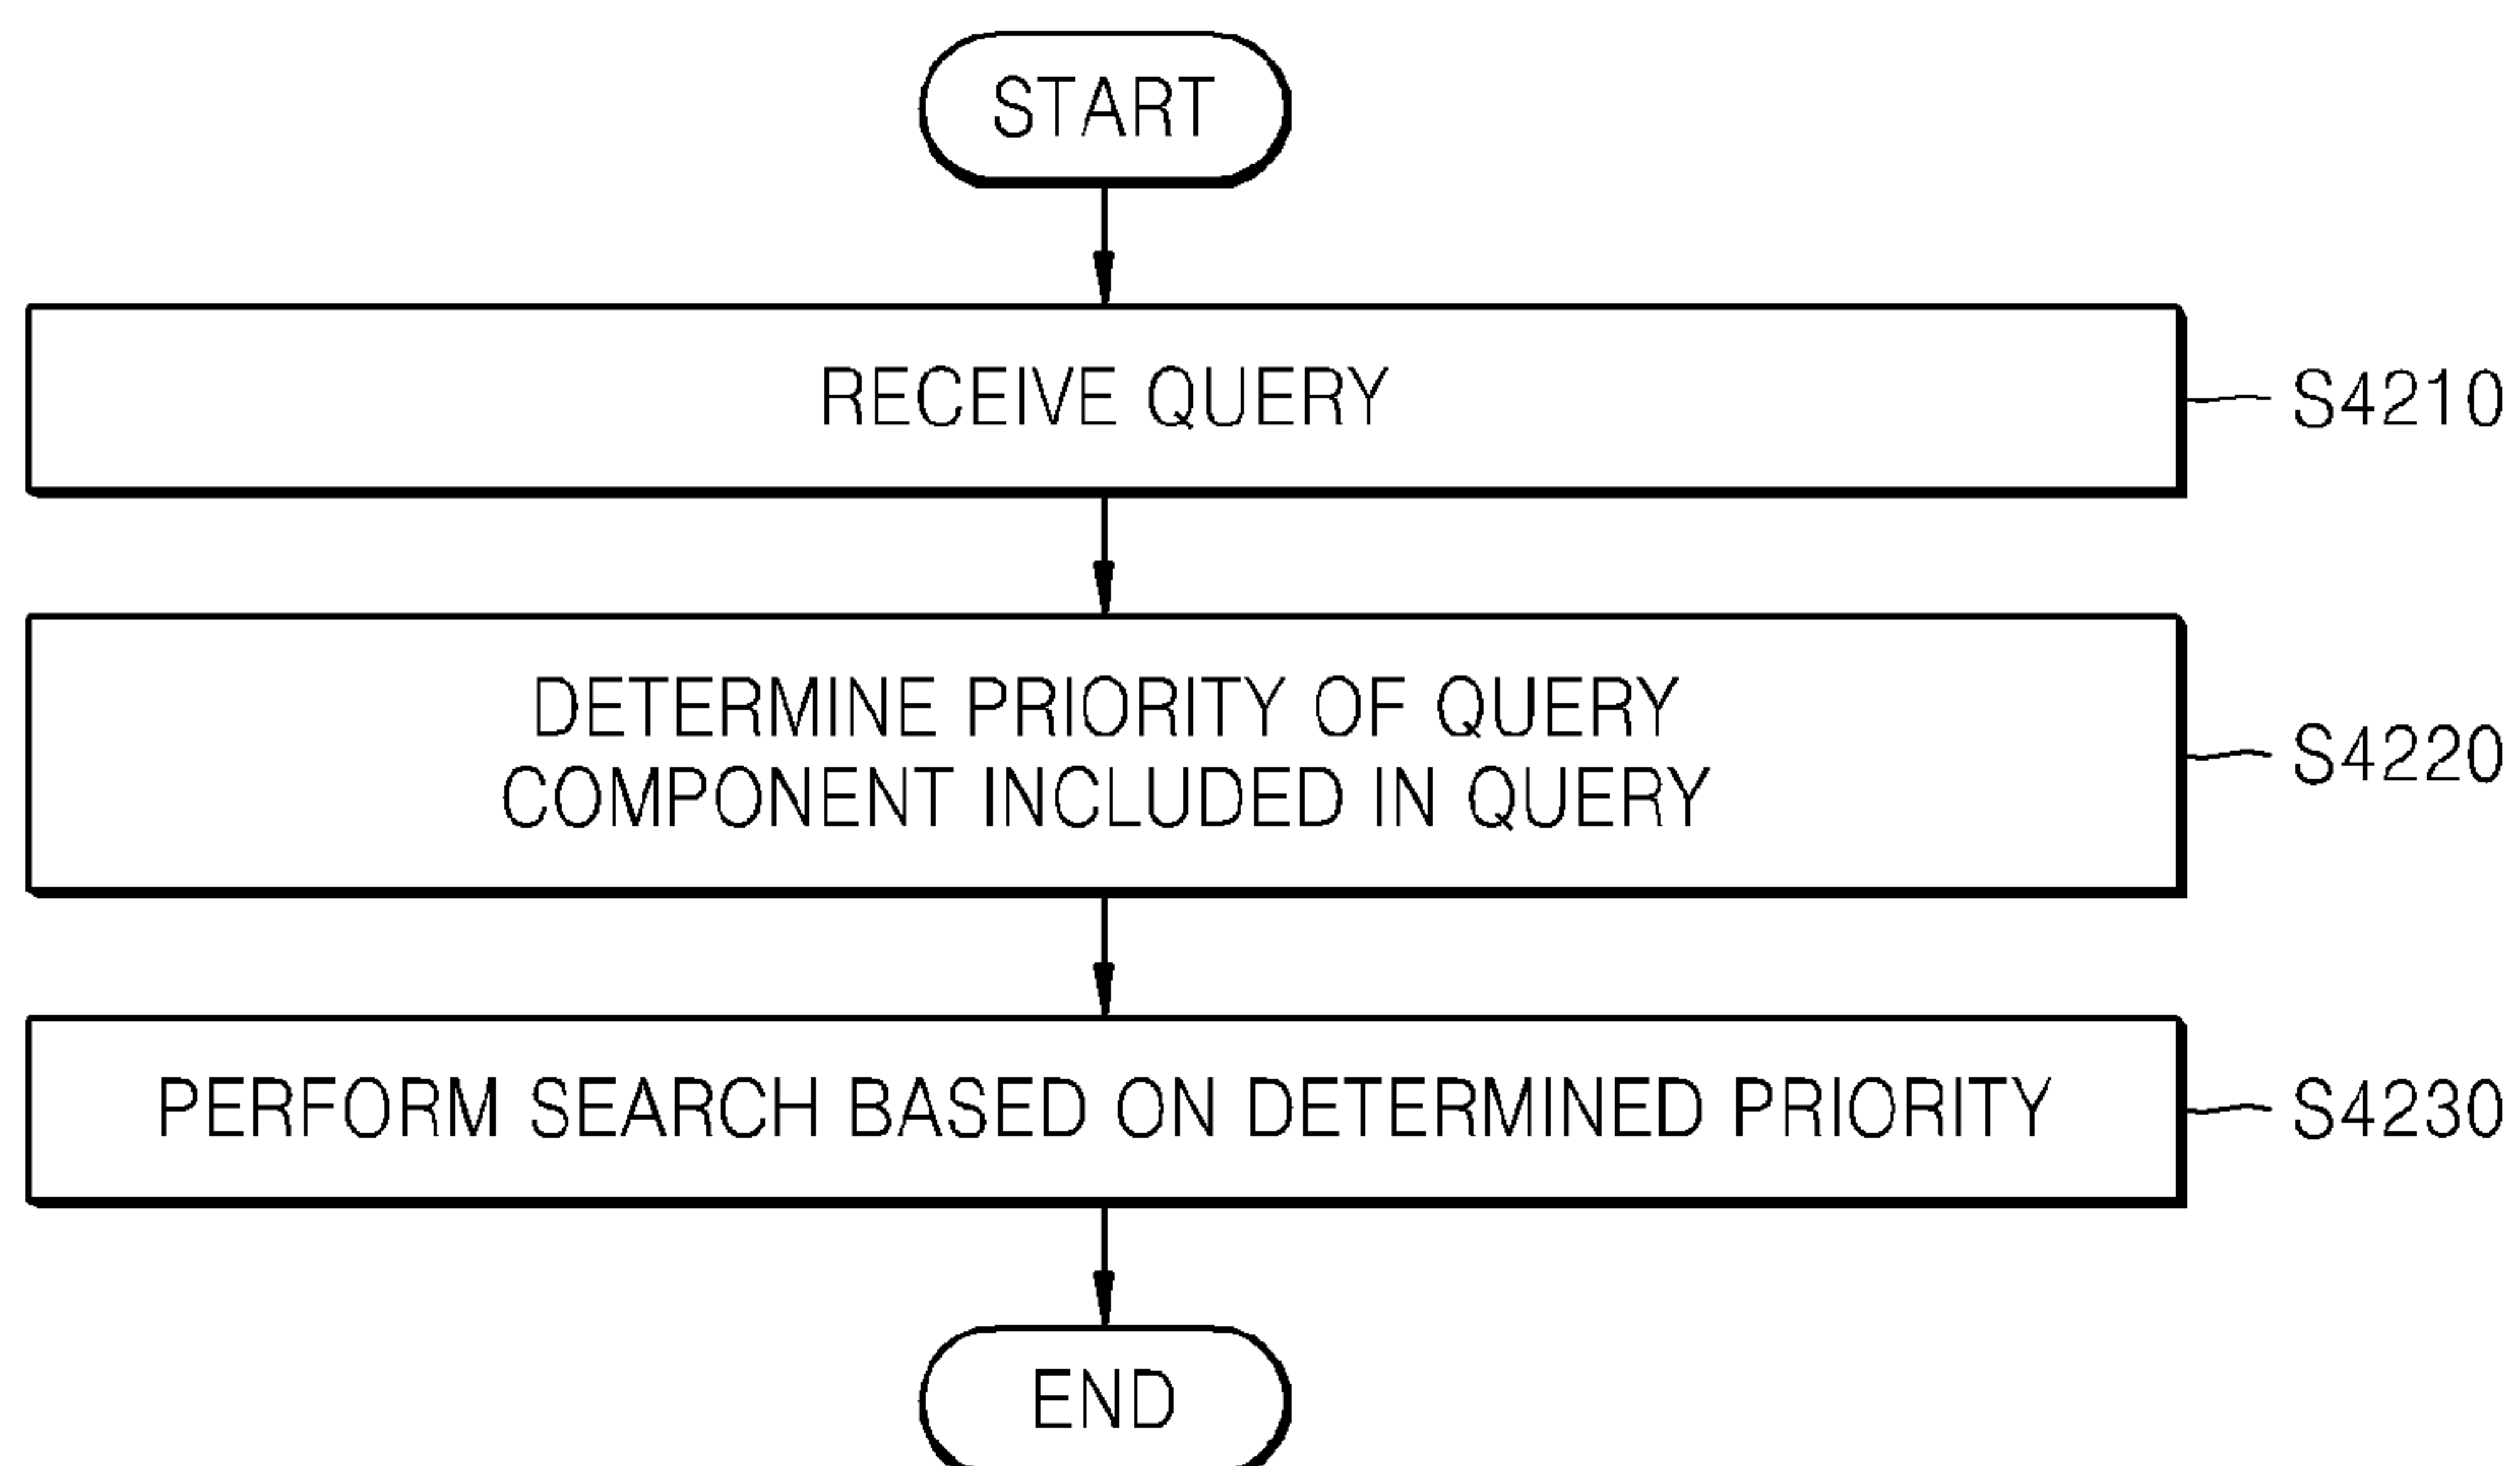 START
RECEIVE QUERY
S4210
DETERMINE PRIORITY OF QUERY
COMPONENT INCLUDED IN QUERY
S4220
PERFORM SEARCH BASED ON DETERMINED PRIORITY
S4230
END